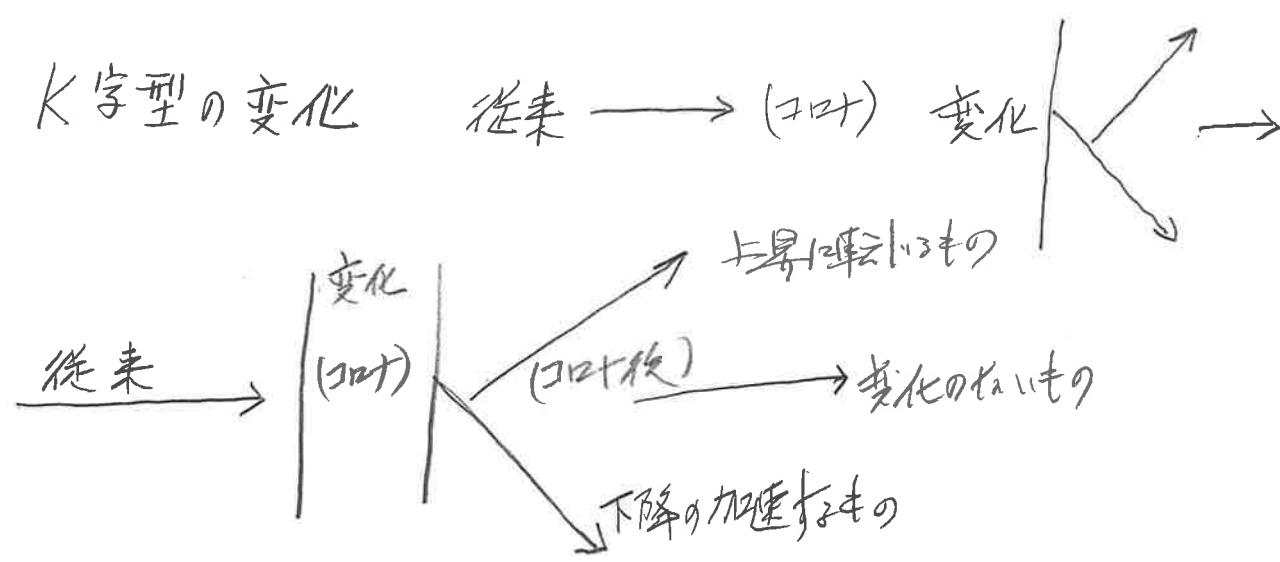 K字型の変化 従来 → (コロナ) 変化 K →
上昇に転じるもの
変化
従来 (コロナ) K (コロナ後) → 変化のないもの
下降の加速するもの